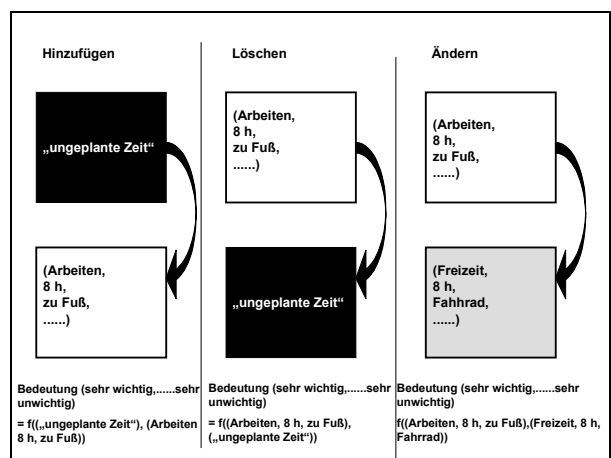 Hinzufügen
„ungeplante Zeit“
(Arbeiten,
8 h,
zu Fuß,
......)
Bedeutung (sehr wichtig,......sehr
unwichtig)
= f((„ungeplante Zeit“), (Arbeiten
8 h, zu Fuß))
Löschen
(Arbeiten,
8 h,
zu Fuß,
......)
„ungeplante Zeit“
Bedeutung (sehr wichtig,......sehr
unwichtig)
= f((Arbeiten, 8 h, zu Fuß),
(„ungeplante Zeit“))
Ändern
(Arbeiten,
8 h,
zu Fuß,
......)
(Freizeit,
8 h,
Fahhrad,
......)
Bedeutung (sehr wichtig,......sehr
unwichtig)
f((Arbeiten, 8 h, zu Fuß),(Freizeit, 8 h,
Fahrrad))